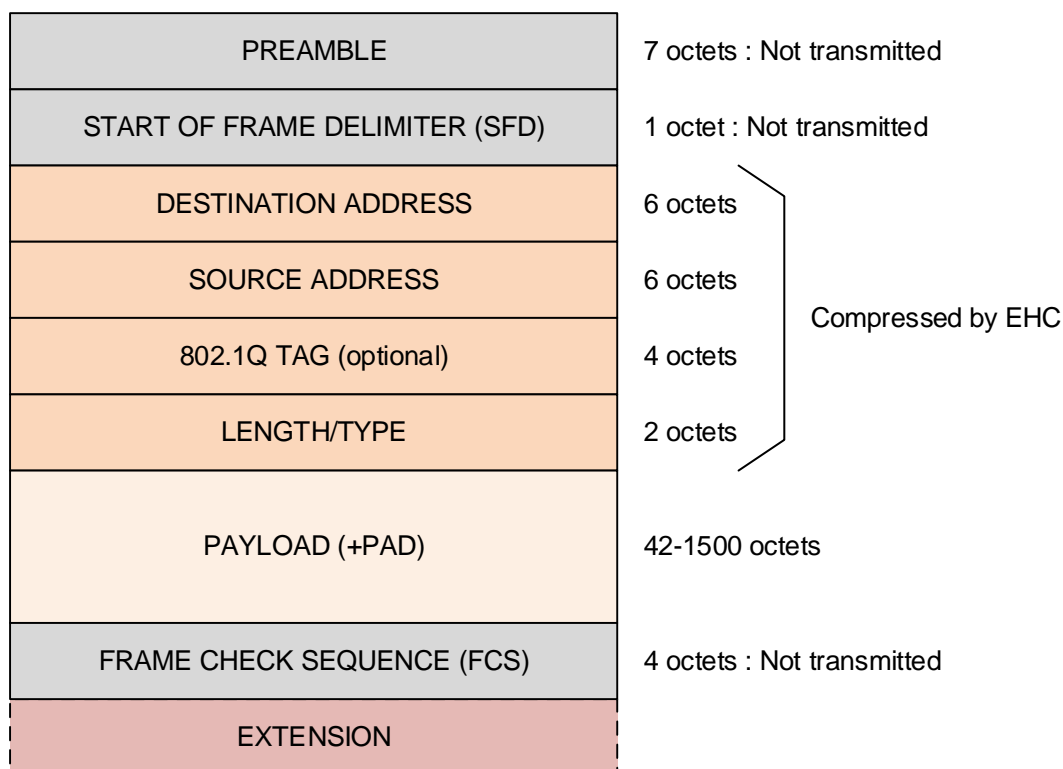 PREAMBLE 7 octets : Not transmitted
START OF FRAME DELIMITER (SFD) 1 octet : Not transmitted
DESTINATION ADDRESS 6 octets
SOURCE ADDRESS 6 octets
Compressed by EHC
802.1Q TAG (optional) 4 octets
LENGTH/TYPE 2 octets
PAYLOAD (+PAD) 42-1500 octets
FRAME CHECK SEQUENCE (FCS) 4 octets : Not transmitted
EXTENSION